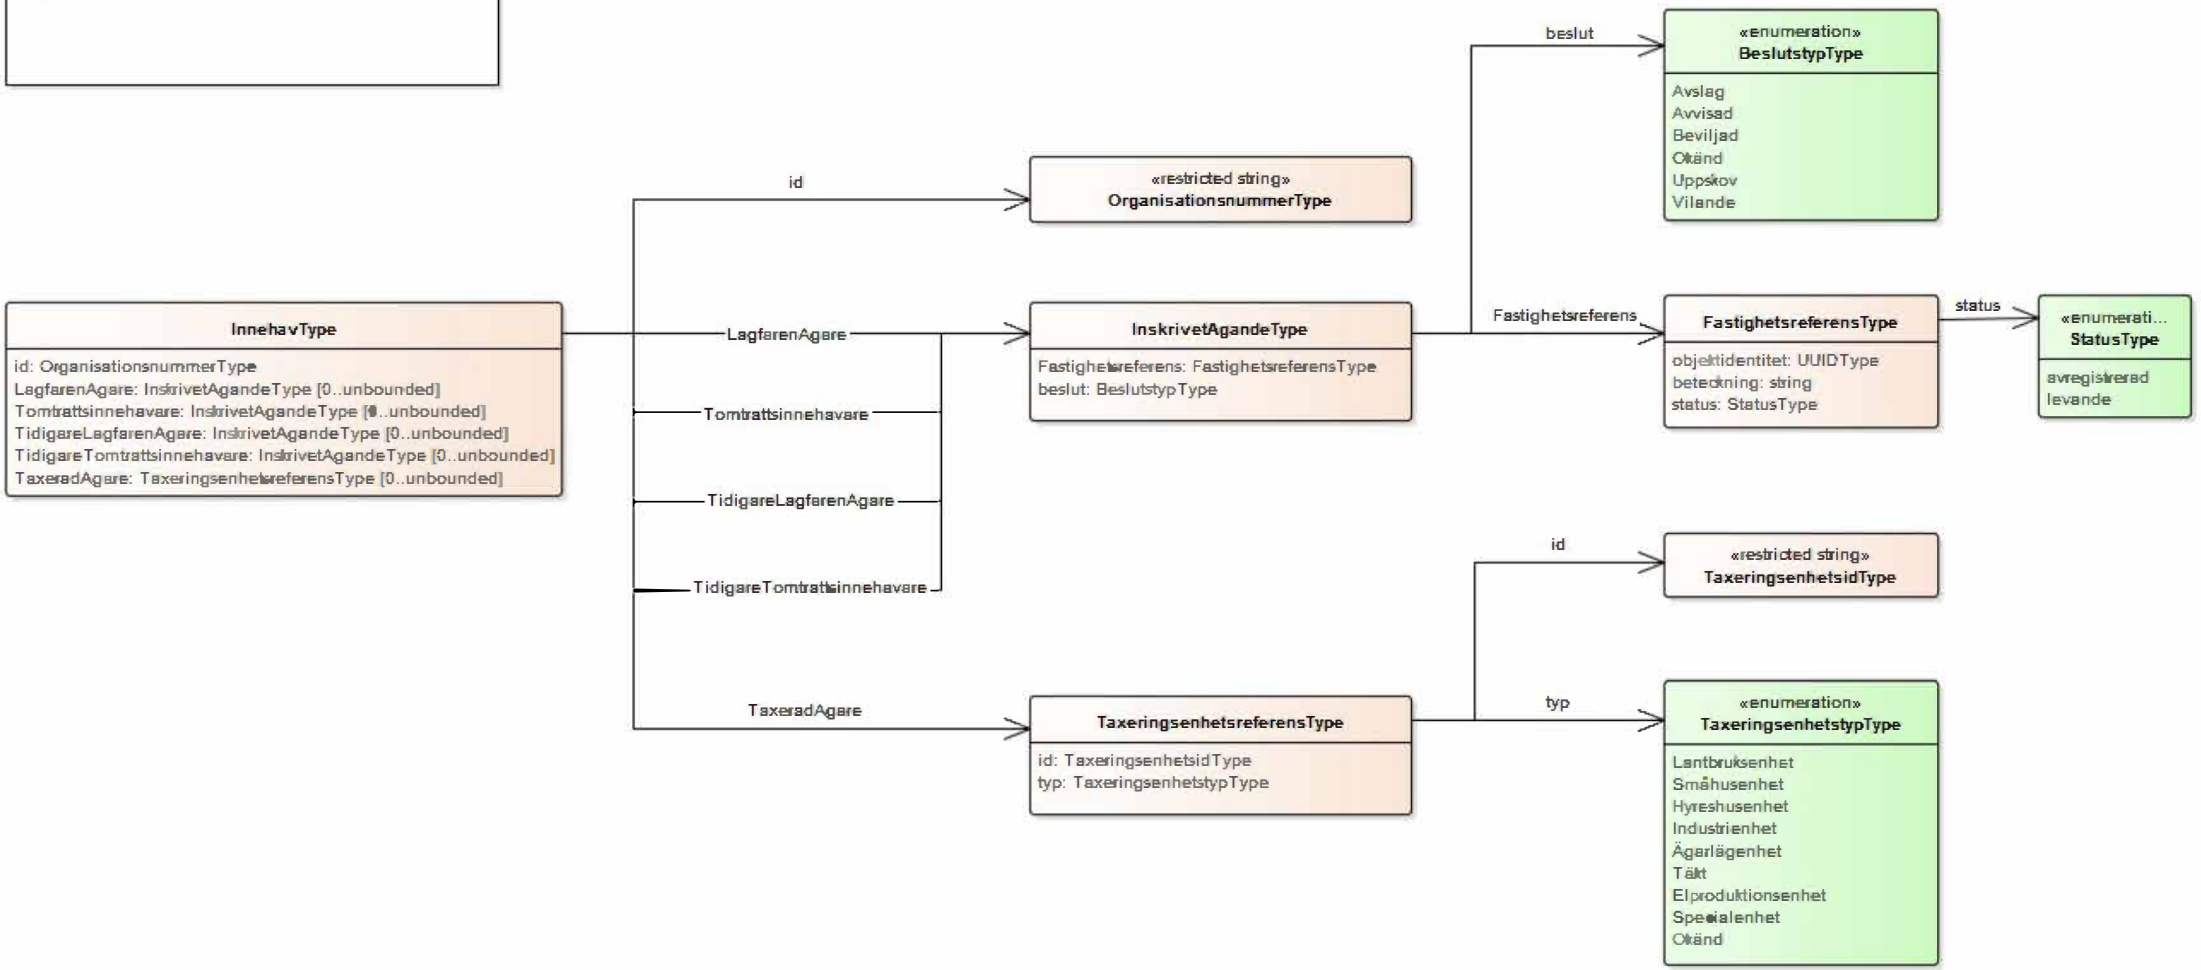 beslut
«enumeration»
BeslutstypType
Avslag
Avvisad
Beviljad
Okänd
Uppskov
Vilande
id
«restricted string»
OrganisationsnummerType
InnehavType
id: OrganisationsnummerType
LagfarenAgare: InskrivetAgandeType [0..unbounded]
Tomtrattsinnehavare: InskrivetAgandeType [0..unbounded]
TidigareLagfarenAgare: InskrivetAgandeType [0..unbounded]
TidigareTomtrattsinnehavare: InskrivetAgandeType [0..unbounded]
TaxeradAgare: TaxeringsenhetsreferensType [0..unbounded]
LagfarenAgare
Tomtrattsinnehavare
TidigareLagfarenAgare
TidigareTomtrattsinnehavare
TaxeradAgare
InskrivetAgandeType
Fastighetsreferens: FastighetsreferensType
beslut: BeslutstypType
Fastighetsreferens
FastighetsreferensType
objektidentitet: UUIDType
beteckning: string
status: StatusType
status
«enumerati...
StatusType
avregistrerad
levande
id
«restricted string»
TaxeringsenhetsidType
TaxeringsenhetsreferensType
id: TaxeringsenhetsidType
typ: TaxeringsenhetstypType
typ
«enumeration»
TaxeringsenhetstypType
Lantbruksenhet
Småhusenhet
Hyreshusenhet
Industrienhet
Ägarlägenhet
Täkt
Elproduktionsenhet
Specialenhet
Okänd